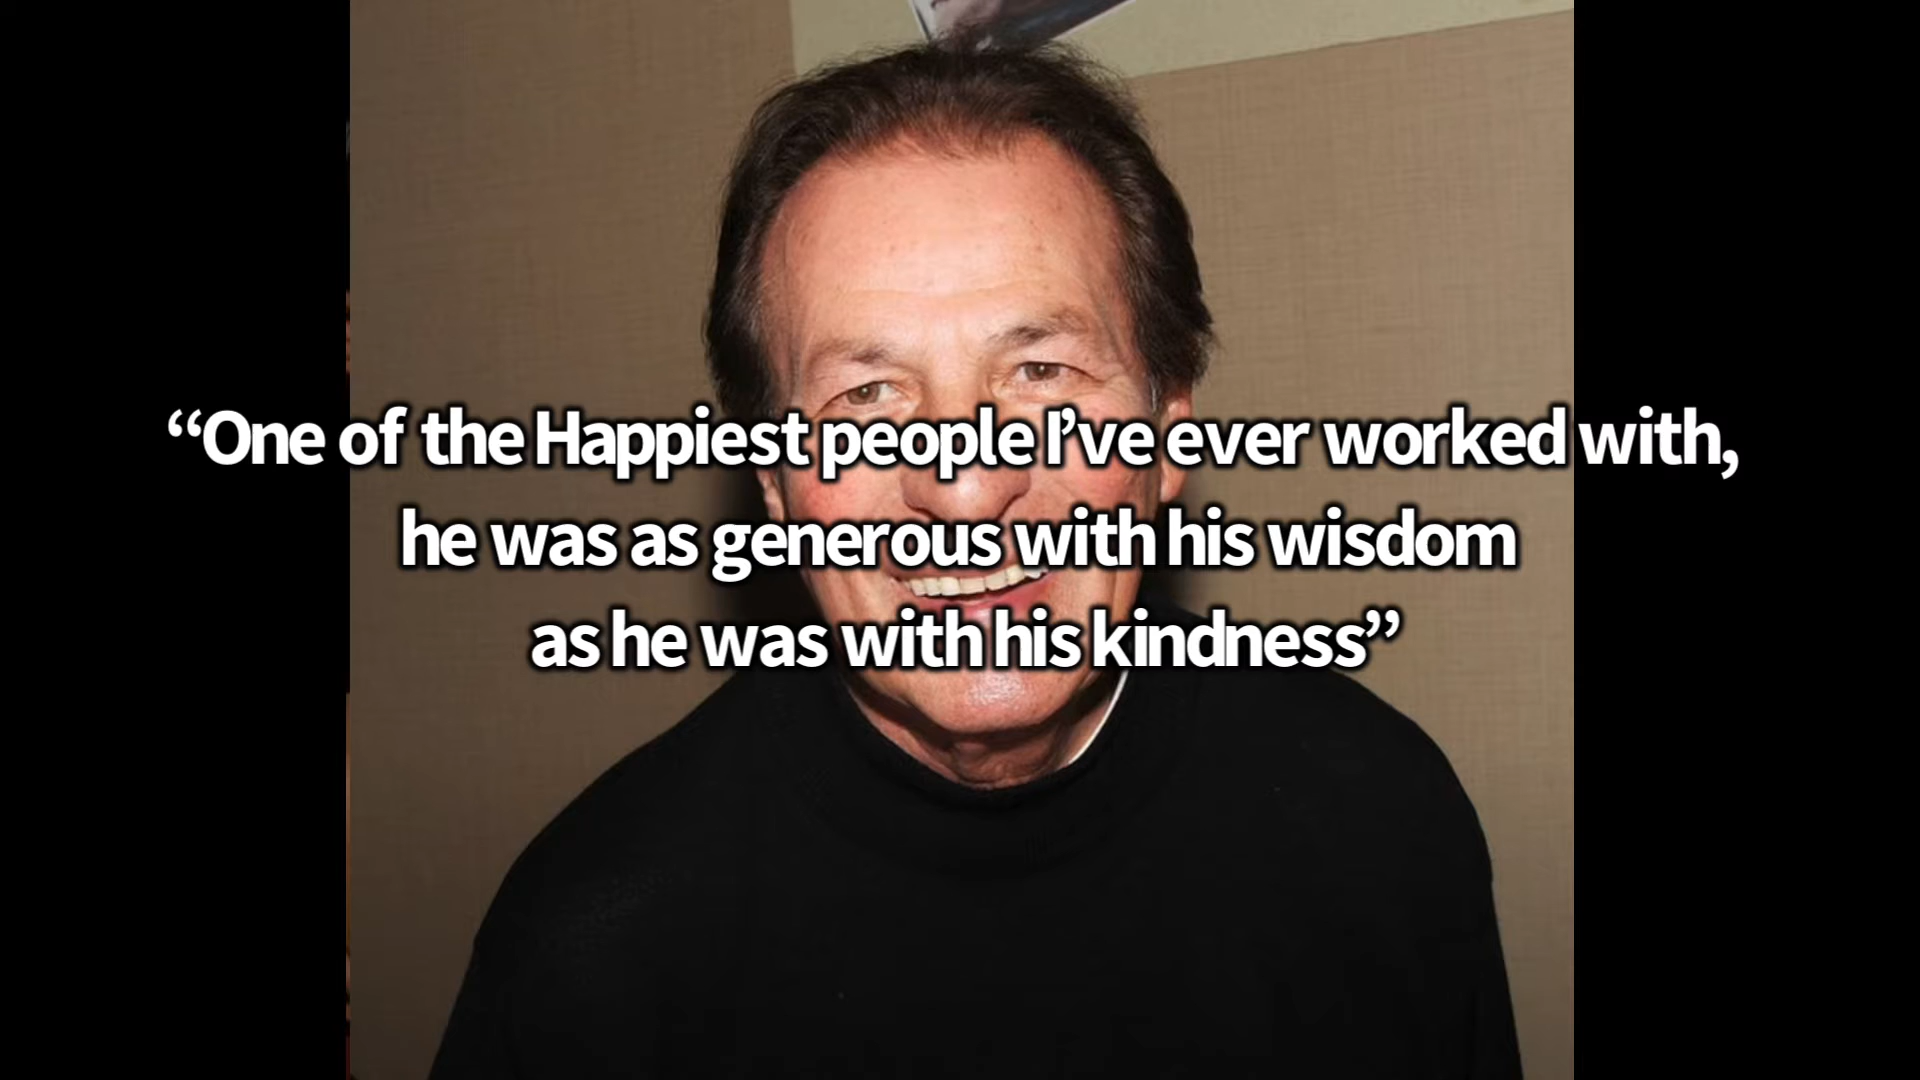 “One of the Happiest people I’ve ever worked with,
he was as generous with his wisdom
as he was with his kindness”